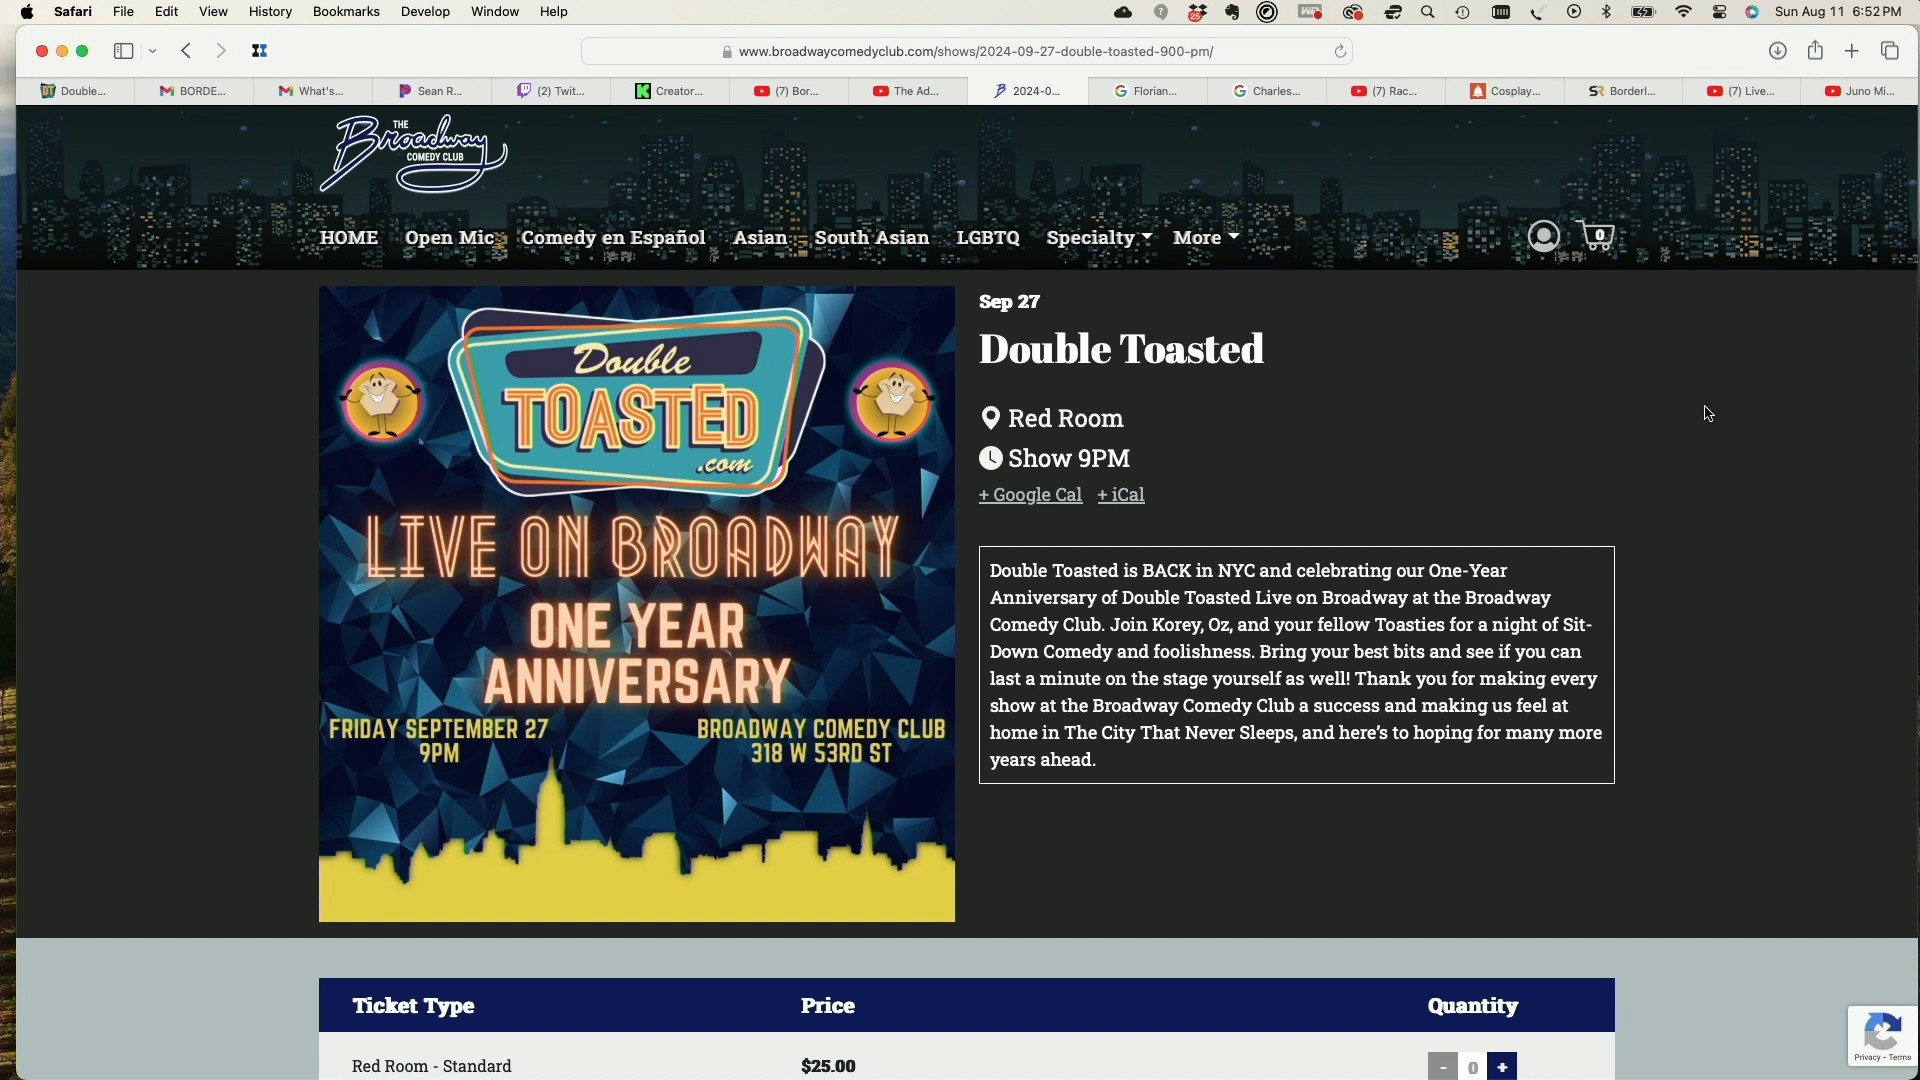 Safari File Edit View History Bookmarks Develop Window Help
25
Sun Aug 11 6:52 PM
www.broadwaycomedyclub.com/shows/2024-09-27-double-toasted-900-pm/
Double...
BORDE...
What's...
Sean R...
(2) Twit...
Creator...
(7) Bor...
The Ad...
2024-0...
Florian...
Charles...
(7) Rac...
Cosplay...
Borderl...
(7) Live...
Juno Mi...
THE
Broadway
COMEDY CLUB
HOME Open Mic Comedy en Español Asian South Asian LGBTQ Specialty More
0
Double
TOASTED
.com
LIVE ON BROADWAY
ONE YEAR
ANNIVERSARY
FRIDAY SEPTEMBER 27
9PM
BROADWAY COMEDY CLUB
318 W 53RD ST
Sep 27
Double Toasted
Red Room
Show 9PM
+ Google Cal + iCal
Double Toasted is BACK in NYC and celebrating our One-Year
Anniversary of Double Toasted Live on Broadway at the Broadway
Comedy Club. Join Korey, Oz, and your fellow Toasties for a night of Sit-
Down Comedy and foolishness. Bring your best bits and see if you can
last a minute on the stage yourself as well! Thank you for making every
show at the Broadway Comedy Club a success and making us feel at
home in The City That Never Sleeps, and here's to hoping for many more
years ahead.
Ticket Type Price Quantity
Red Room - Standard $25.00 - 0 +
Privacy - Terms